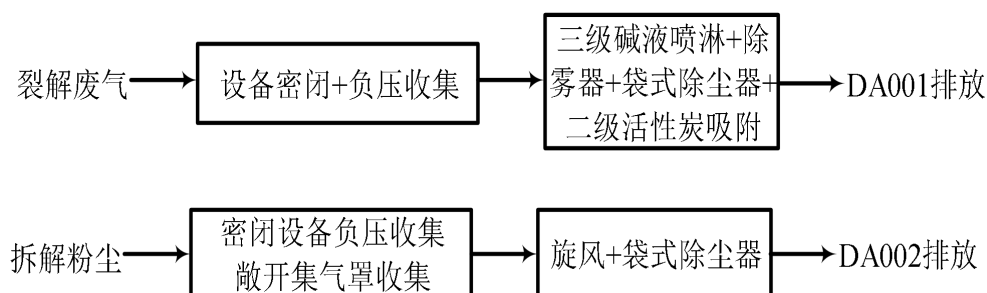 裂解废气
设备密闭+负压收集
三级碱液喷淋+除
雾器+袋式除尘器+
二级活性炭吸附
DA001排放
拆解粉尘
密闭设备负压收集
敞开集气罩收集
旋风+袋式除尘器
DA002排放